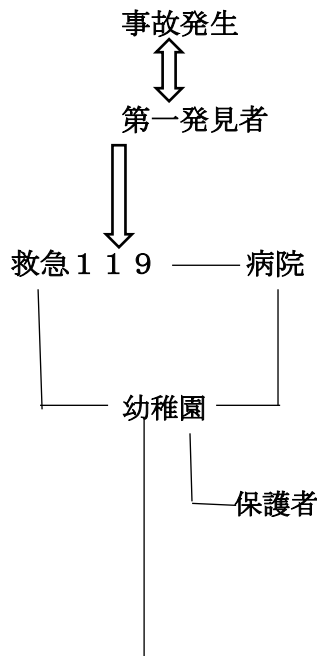 事故発生
第一発見者
救急１１９
病院
幼稚園
保護者